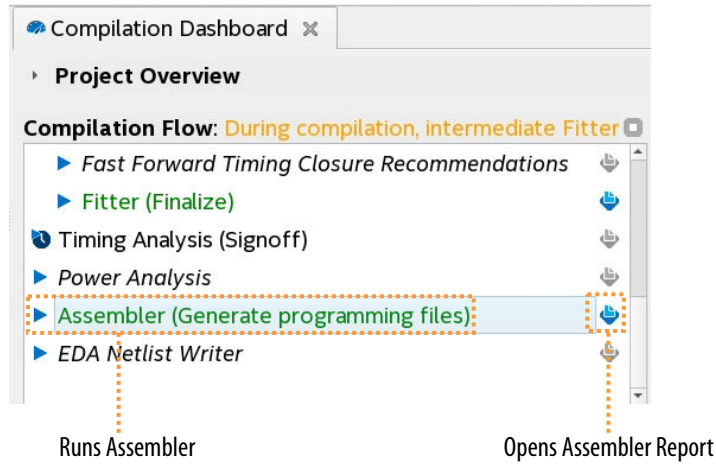 Compilation Dashboard
Project Overview
Compilation Flow: During compilation, intermediate Fitter
Fast Forward Timing Closure Recommendations
Fitter (Finalize)
Timing Analysis (Signoff)
Power Analysis
Assembler (Generate programming files)
EDA Netlist Writer
Runs Assembler
Opens Assembler Report